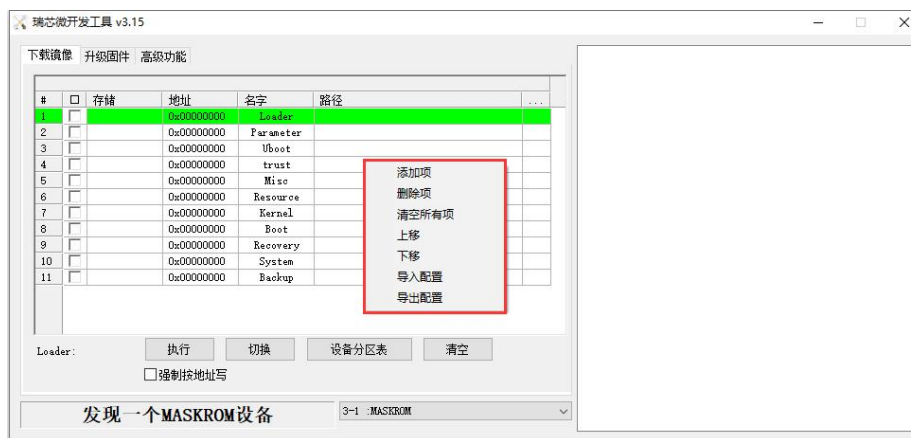 瑞芯微开发工具 v3.15
下载镜像 升级固件 高级功能
# 存储 地址 名字 路径 ...
1 0x00000000 Loader
2 0x00000000 Parameter
3 0x00000000 Uboot
4 0x00000000 trust
5 0x00000000 Misc
6 0x00000000 Resource
7 0x00000000 Kernel
8 0x00000000 Boot
9 0x00000000 Recovery
10 0x00000000 System
11 0x00000000 Backup
添加项
删除项
清空所有项
上移
下移
导入配置
导出配置
Loader: 执行 切换 设备分区表 清空
强制按地址写
发现一个MASKROM设备 3-1 :MASKROM